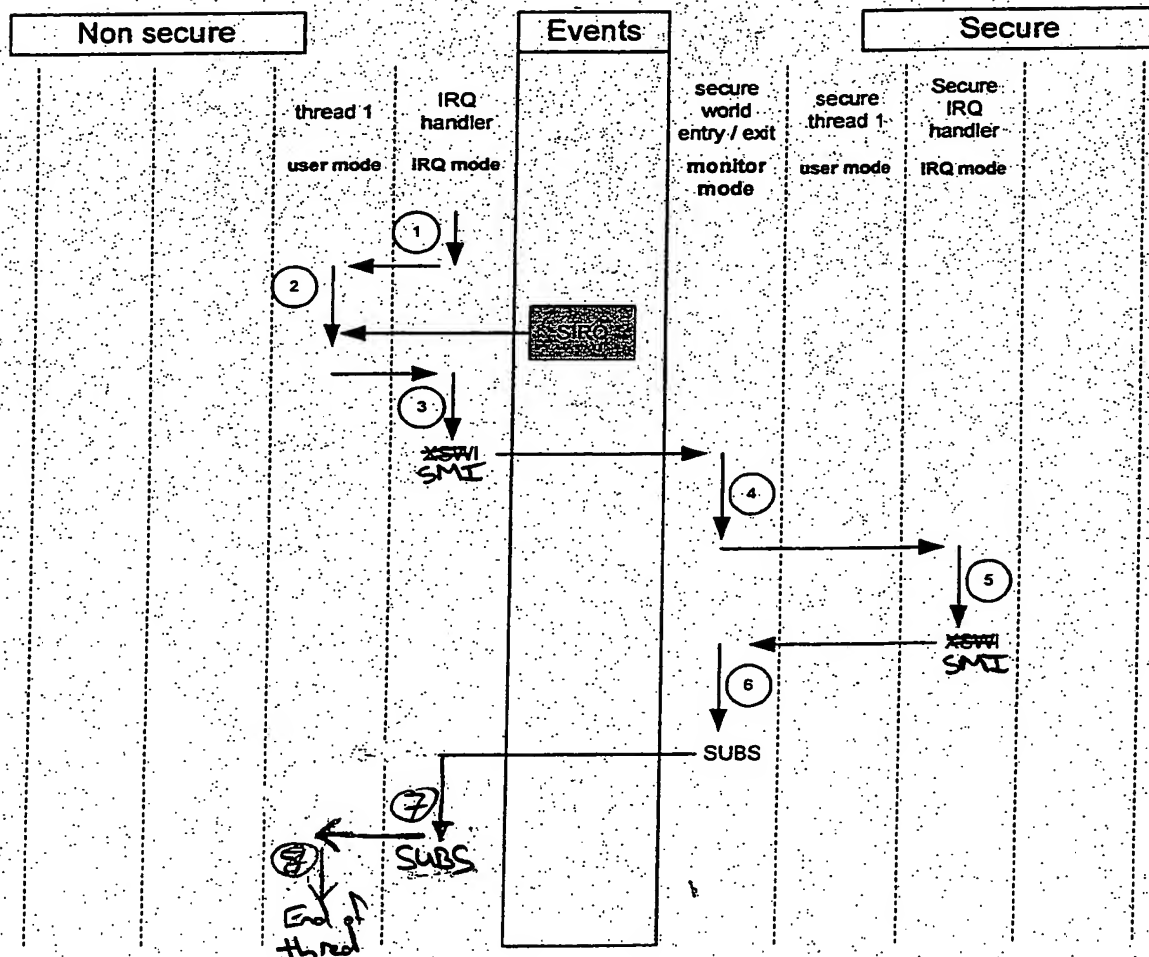 Non secure
Events
Secure
thread 1
user mode
IRQ
handler
IRQ mode
secure
world
entry / exit
monitor
mode
secure
thread 1
user mode
Secure
IRQ
handler
IRQ mode
1
2
SIRQ
3
XSWI
SMI
4
5
XSWI
SMI
6
SUBS
7
SUBS
8
End of
thread